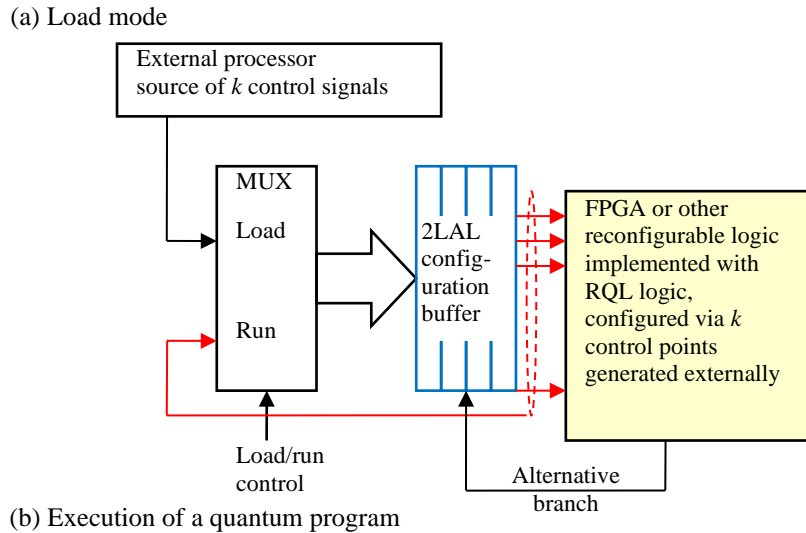 (a) Load mode
External processor
source of k control signals
MUX
Load
Run
2LAL
config-
uration
buffer
FPGA or other
reconfigurable logic
implemented with
RQL logic,
configured via k
control points
generated externally
Load/run
control
Alternative
branch
(b) Execution of a quantum program